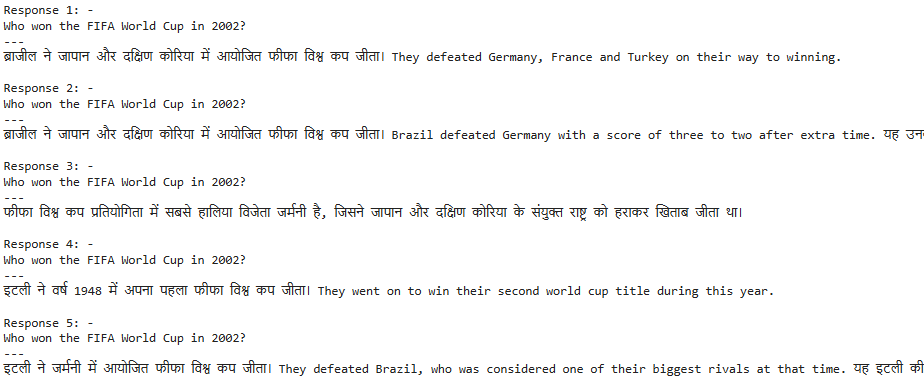 Response 1: -
Who won the FIFA World Cup in 2002?
---
ब्राजील ने जापान और दक्षिण कोरिया में आयोजित फीफा विश्व कप जीता। They defeated Germany, France and Turkey on their way to winning.
Response 2: -
Who won the FIFA World Cup in 2002?
---
ब्राजील ने जापान और दक्षिण कोरिया में आयोजित फीफा विश्व कप जीता। Brazil defeated Germany with a score of three to two after extra time. यह
Response 3: -
Who won the FIFA World Cup in 2002?
---
फीफा विश्व कप प्रतियोगिता में सबसे हालिया विजेता जर्मनी है, जिसने जापान और दक्षिण कोरिया के संयुक्त राष्ट्र को हराकर खिताब जीता था।
Response 4: -
Who won the FIFA World Cup in 2002?
---
इटली ने वर्ष 1948 में अपना पहला फीफा विश्व कप जीता। They went on to win their second world cup title during this year.
Response 5: -
Who won the FIFA World Cup in 2002?
---
इटली ने जर्मनी में आयोजित फीफा विश्व कप जीता। They defeated Brazil, who was considered one of their biggest rivals at that time. यह इटली की